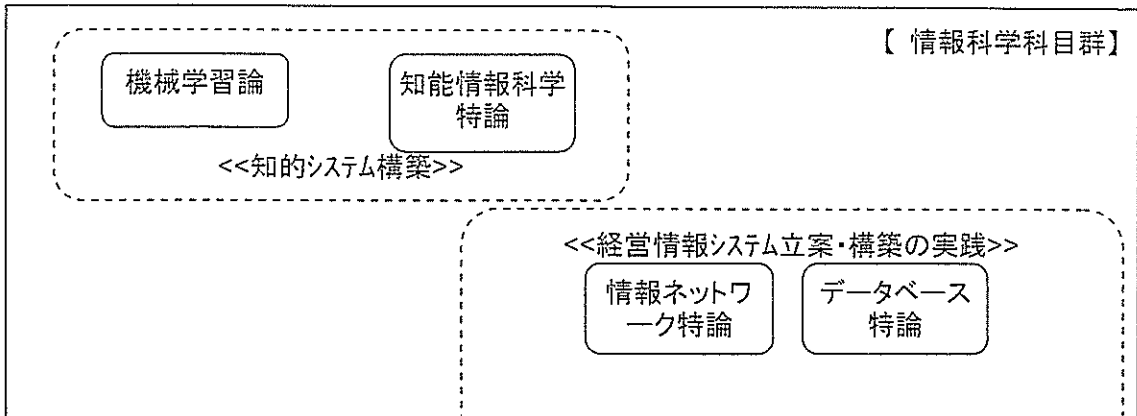 【 情報科学科目群】
機械学習論
知能情報科学
特論
<<知的システム構築>>
<<経営情報システム立案・構築の実践>>
情報ネットワ
ーク特論
データベース
特論